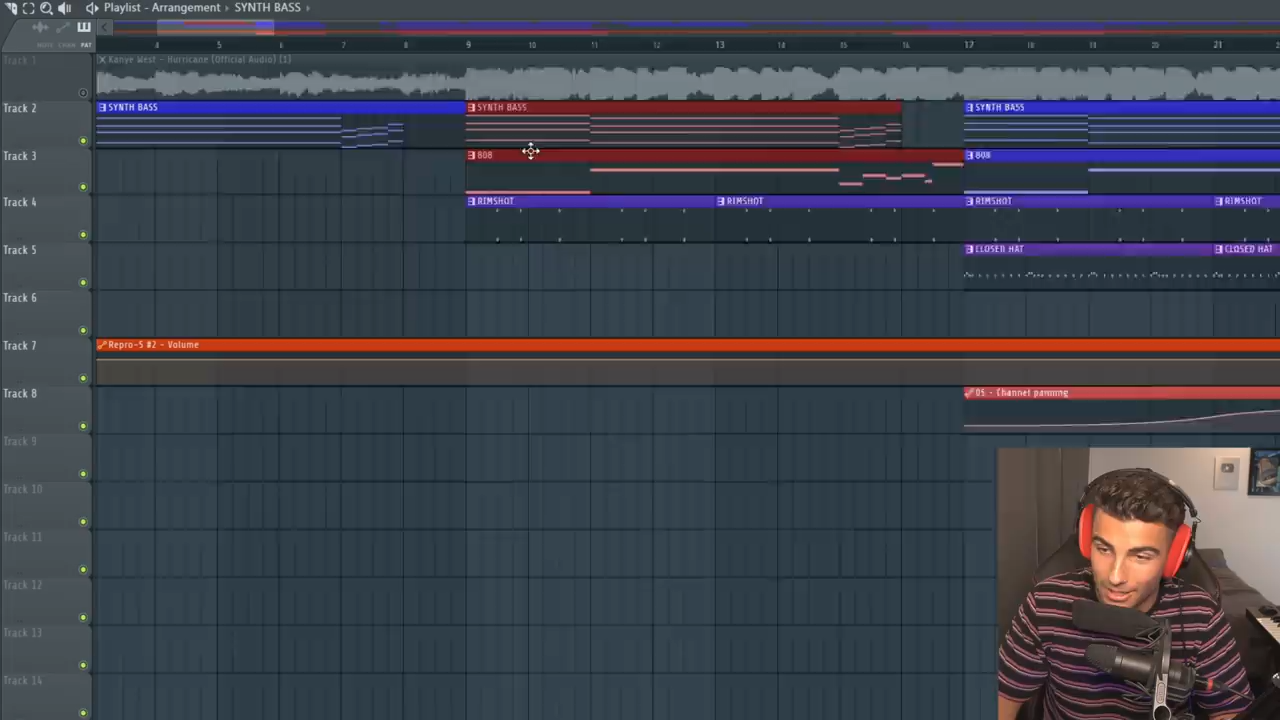 Playlist - Arrangement › SYNTH BASS ›
NOTE CHAN PAT
4 5 6 7 8 9 10 11 12 13 14 15 16 17 18 19 20 21
Track 1
Kanye West - Hurricane (Official Audio) [1]
Track 2
SYNTH BASS
SYNTH BASS
SYNTH BASS
Track 3
808
808
Track 4
RIMSHOT
RIMSHOT
RIMSHOT
RIMSHOT
Track 5
CLOSED HAT
CLOSED HAT
Track 6
Track 7
Repro-5 #2 - Volume
Track 8
05 - Channel panning
Track 9
Track 10
Track 11
Track 12
Track 13
Track 14